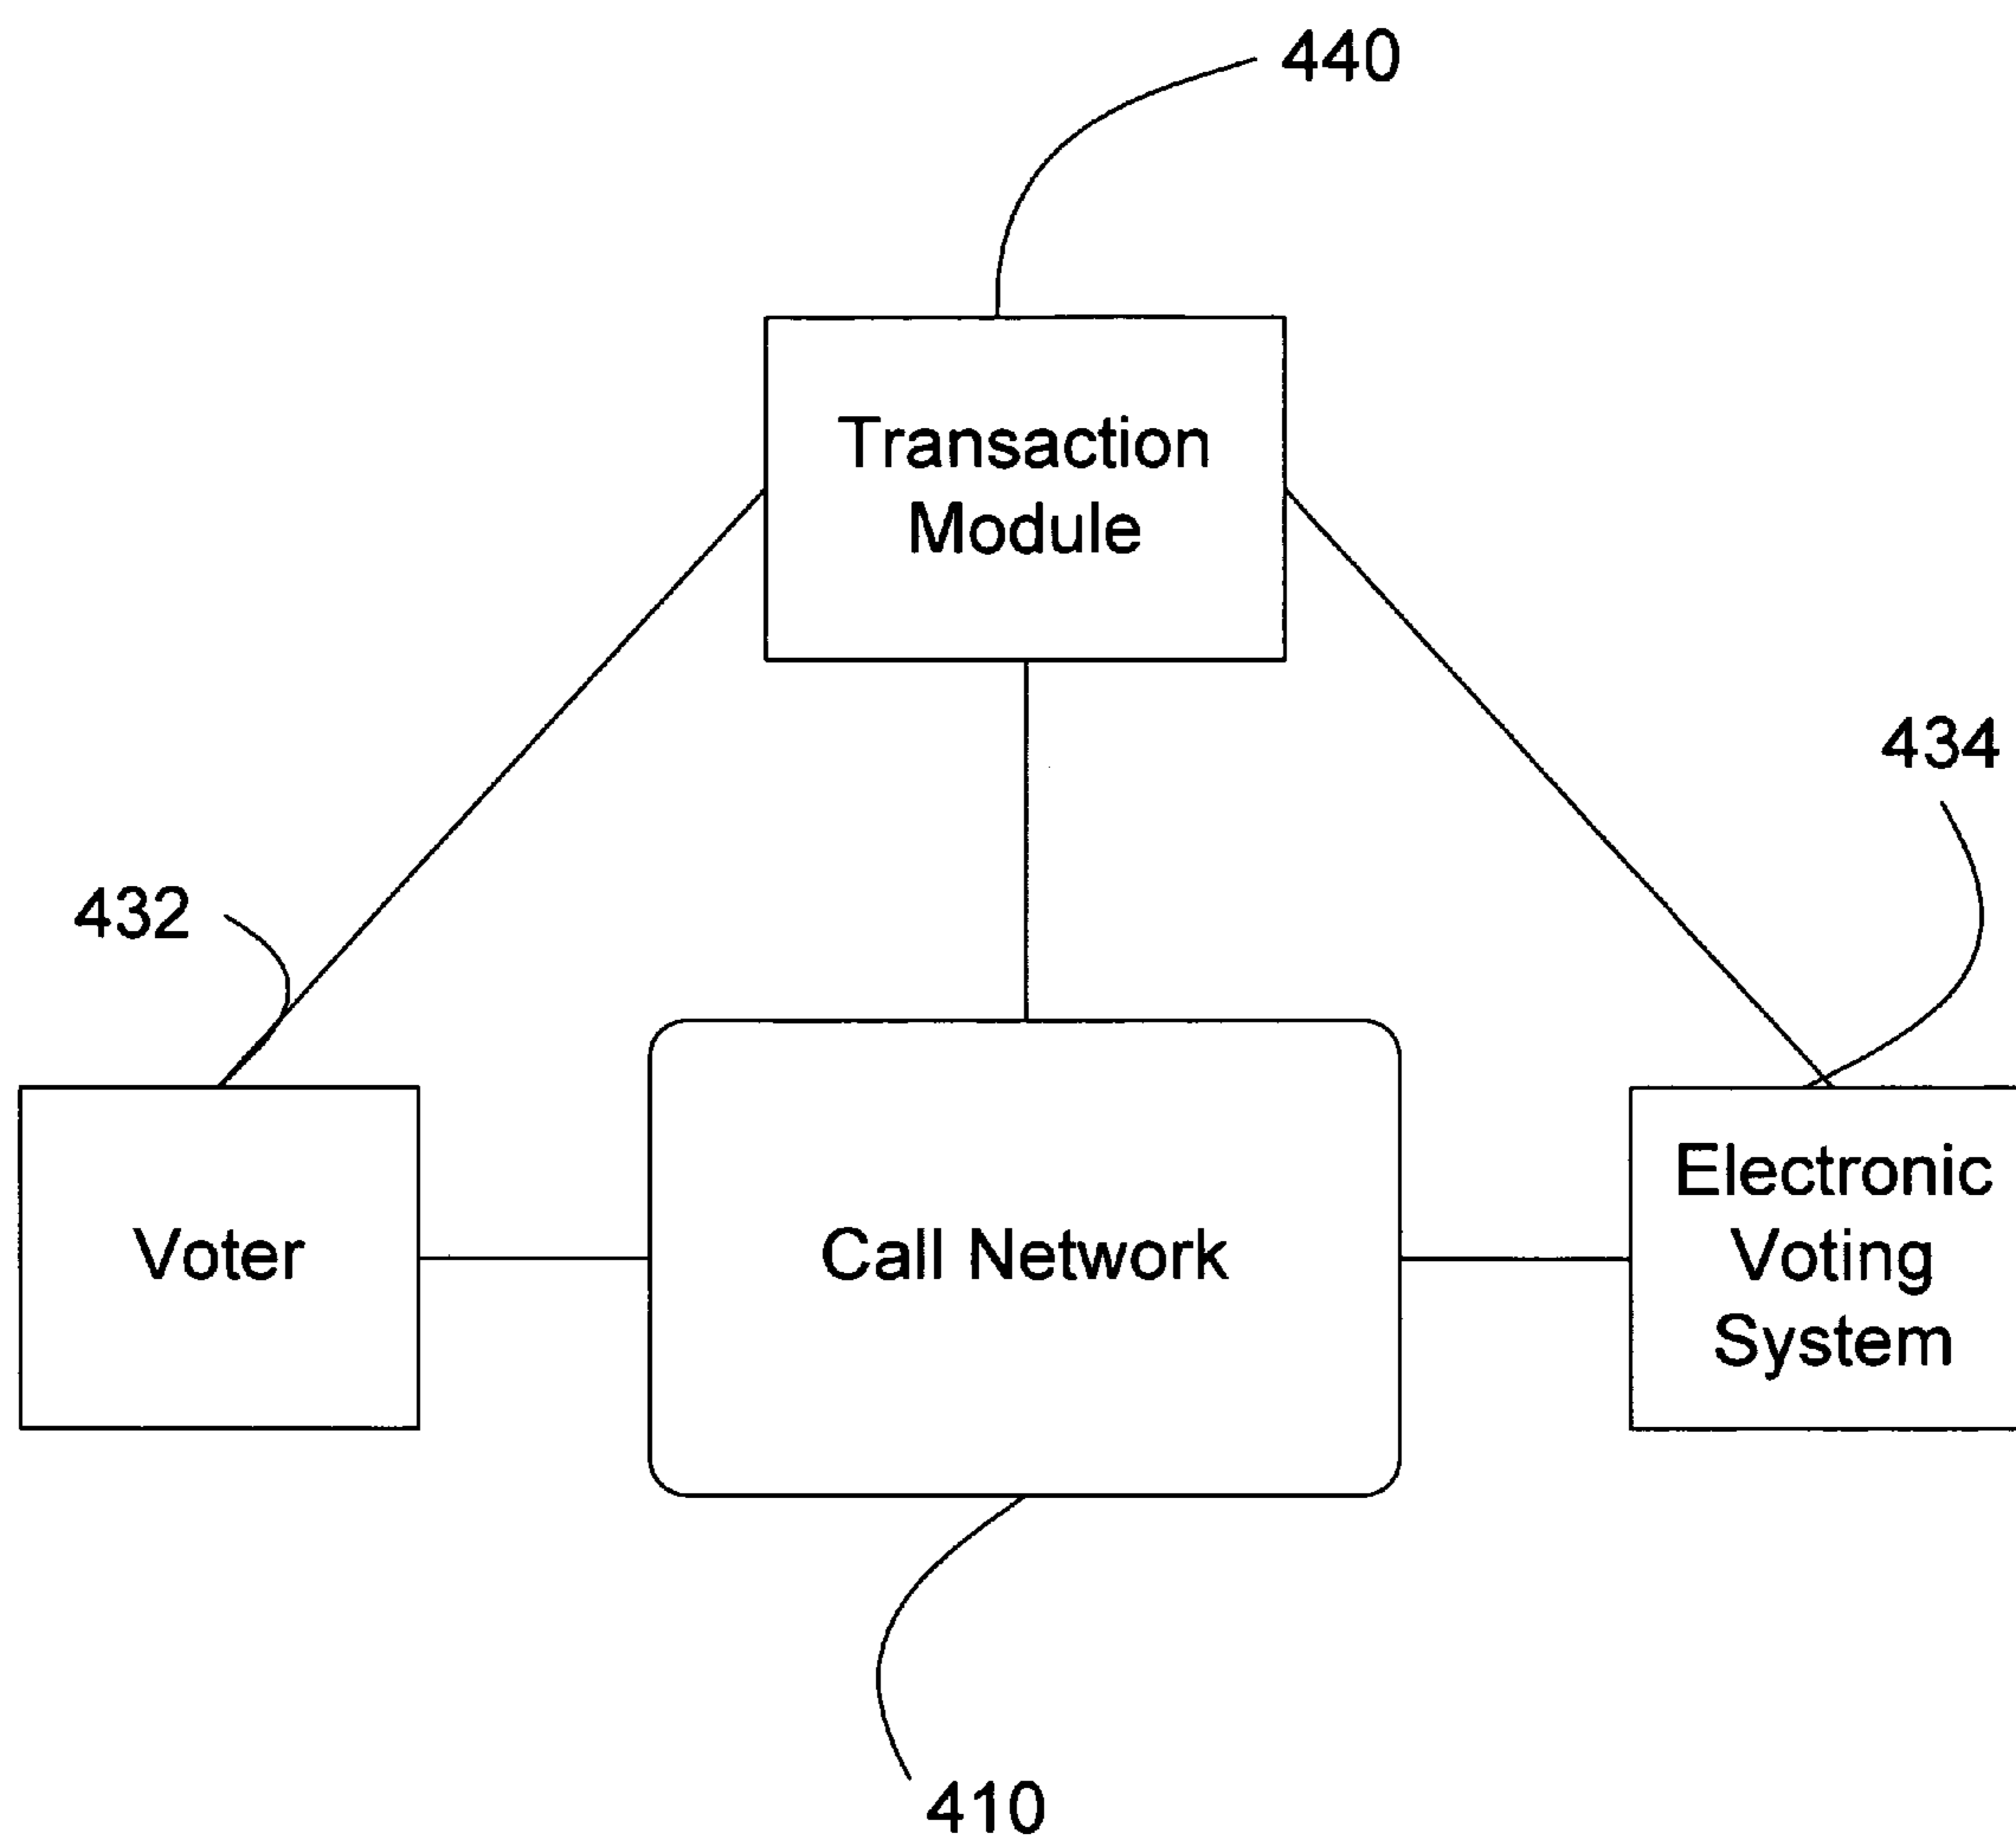 440
Transaction
Module
434
432
Voter
Call Network
Electronic
Voting
System
410